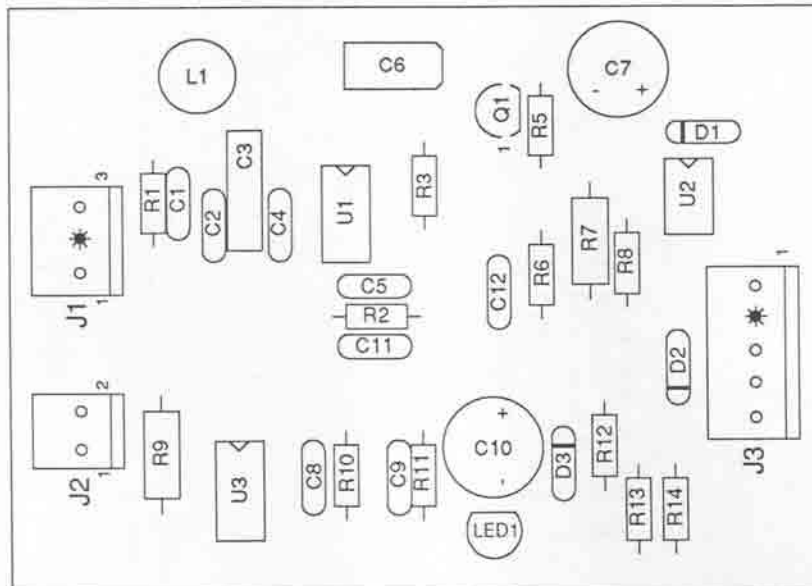 L1
C6
C7
- +
Q1
1
R5
D1
3
R1
C1
C2
C3
C4
U1
R3
U2
R7
R8
R6
C12
C5
R2
C11
1
J1
1
D2
J3
2
1
J2
R9
U3
C8
R10
C9
R11
+
C10
-
D3
R12
LED1
R13
R14